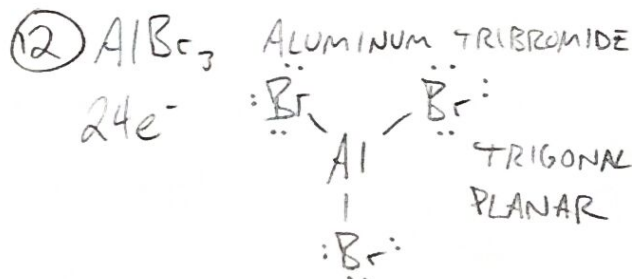 12 AlBr3 ALUMINUM TRIBROMIDE
24e-
:Br Br:
Al
TRIGONAL
PLANAR
:Br: